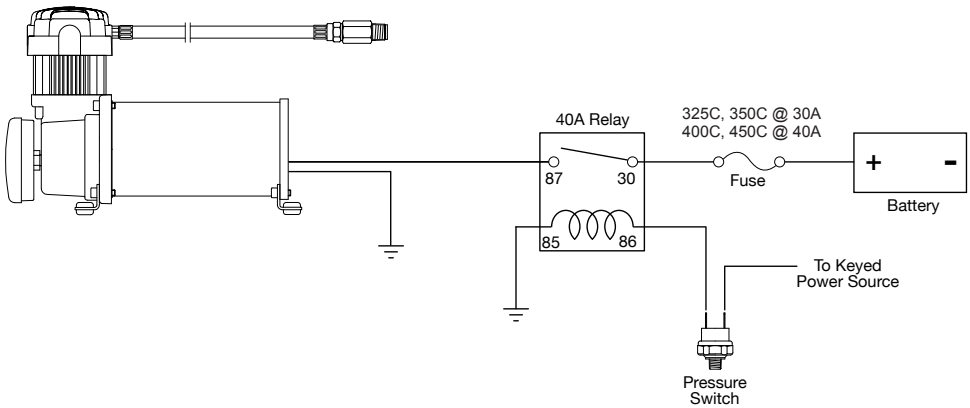 325C, 350C @ 30A
400C, 450C @ 40A
40A Relay
87
30
Fuse
+
-
Battery
85
86
To Keyed
Power Source
Pressure
Switch